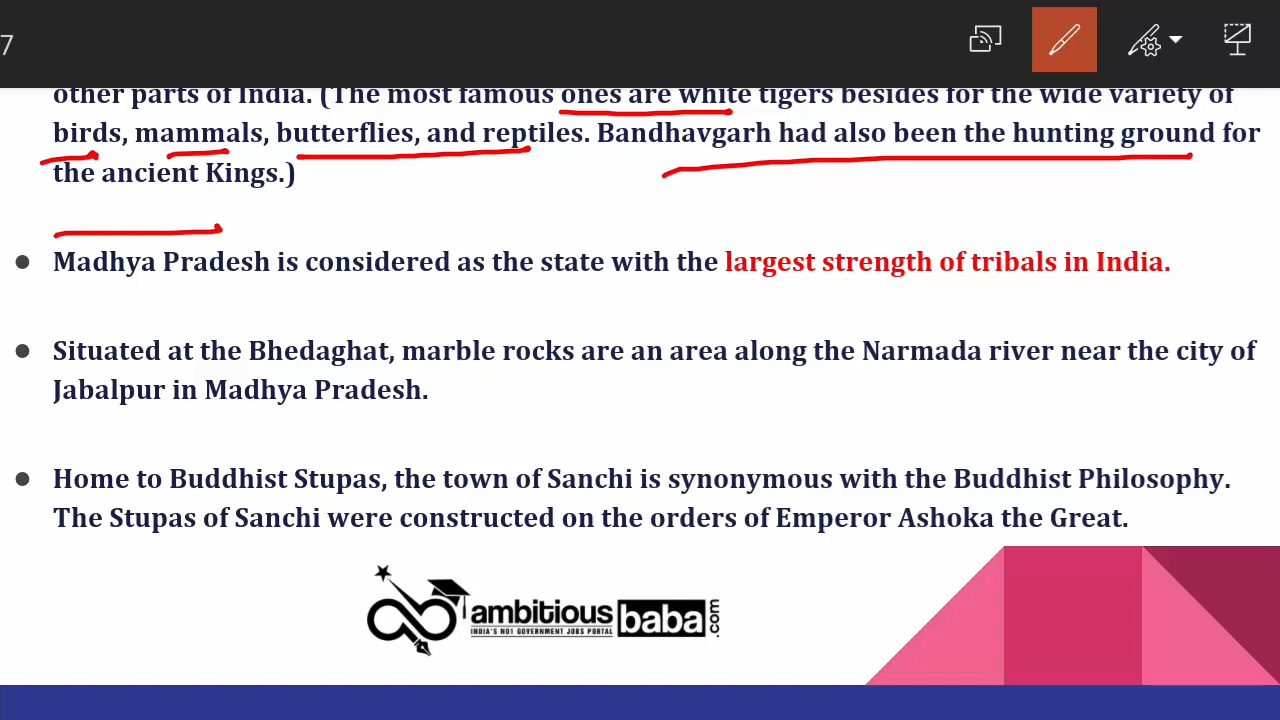 7
other parts of India. (The most famous ones are white tigers besides for the wide variety of
birds, mammals, butterflies, and reptiles. Bandhavgarh had also been the hunting ground for
the ancient Kings.)
● Madhya Pradesh is considered as the state with the largest strength of tribals in India.
● Situated at the Bhedaghat, marble rocks are an area along the Narmada river near the city of
Jabalpur in Madhya Pradesh.
● Home to Buddhist Stupas, the town of Sanchi is synonymous with the Buddhist Philosophy.
The Stupas of Sanchi were constructed on the orders of Emperor Ashoka the Great.
ambitiousbaba.com
INDIA'S NO1 GOVERNMENT JOBS PORTAL